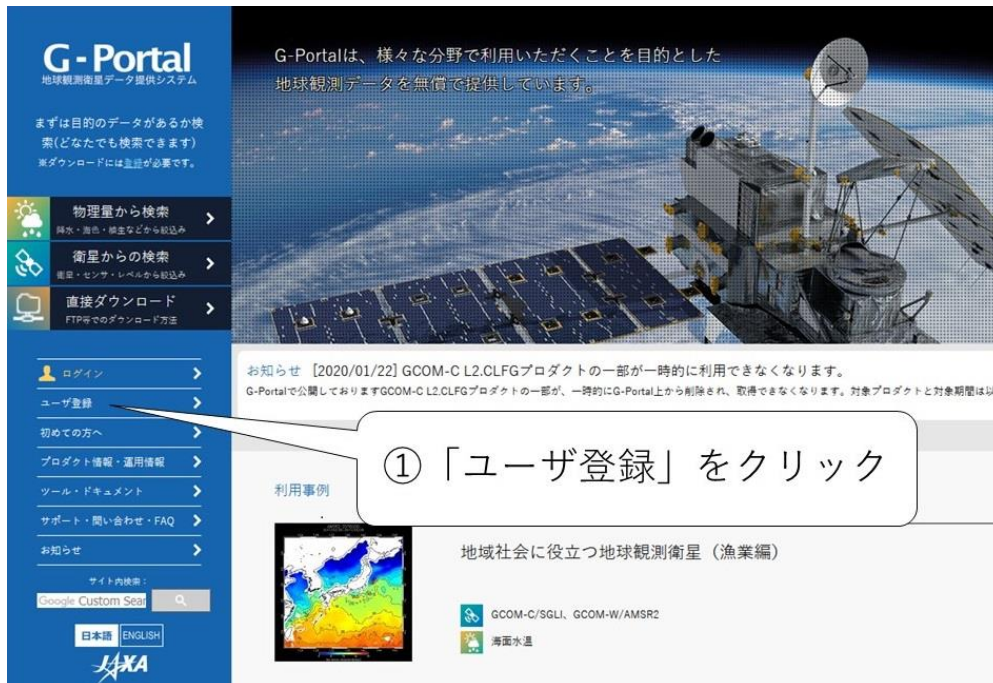 G-Portal
地球観測衛星データ提供システム
まずは目的のデータがあるか検
索(どなたでも検索できます)
※ダウンロードには登録が必要です。
物理量から検索
降水・海色・植生などから絞込み
衛星からの検索
衛星・センサ・レベルから絞込み
直接ダウンロード
FTP等でのダウンロード方法
ログイン
ユーザ登録
初めての方へ
プロダクト情報・運用情報
ツール・ドキュメント
サポート・問い合わせ・FAQ
お知らせ
サイト内検索：
Google Custom Sear
日本語 ENGLISH
JAXA
G-Portalは、様々な分野で利用いただくことを目的とした
地球観測データを無償で提供しています。
お知らせ [2020/01/22] GCOM-C L2.CLFGプロダクトの一部が一時的に利用できなくなります。
G-Portalで公開しておりますGCOM-C L2.CLFGプロダクトの一部が、一時的にG-Portal上から削除され、取得できなくなります。対象プロダクトと対象期間は以
①「ユーザ登録」をクリック
利用事例
地域社会に役立つ地球観測衛星（漁業編）
GCOM-C/SGLI、GCOM-W/AMSR2
海面水温